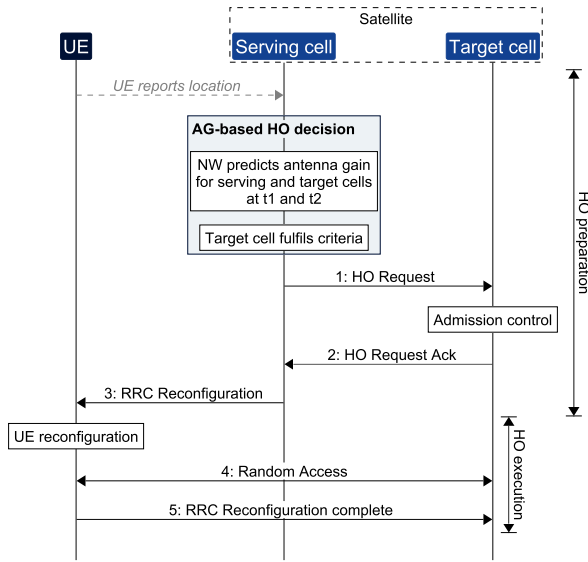 Satellite
UE
Serving cell
Target cell
UE reports location
AG-based HO decision
NW predicts antenna gain
for serving and target cells
at t1 and t2
Target cell fulfils criteria
HO preparation
1: HO Request
Admission control
2: HO Request Ack
3: RRC Reconfiguration
UE reconfiguration
HO execution
4: Random Access
5: RRC Reconfiguration complete